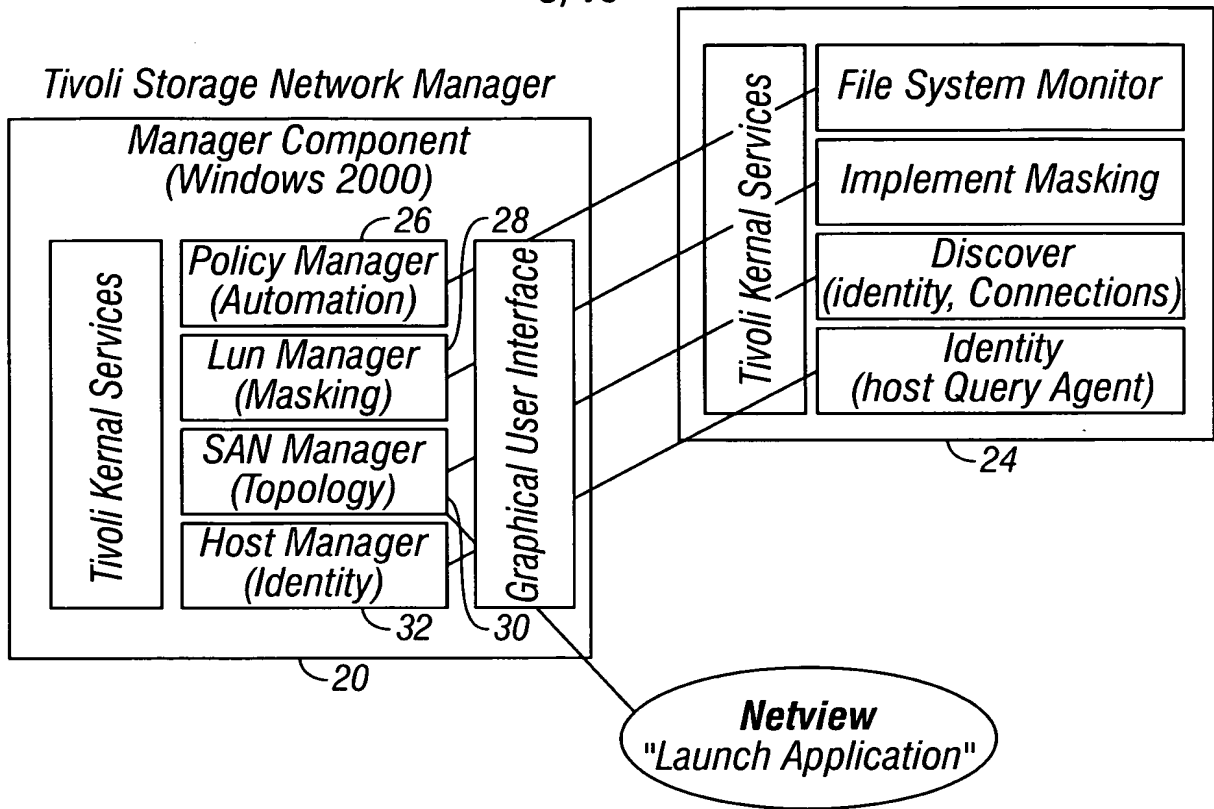 Tivoli Storage Network Manager
Manager Component
(Windows 2000)
Tivoli Kernal Services
26
Policy Manager
(Automation)
28
Lun Manager
(Masking)
SAN Manager
(Topology)
Host Manager
(Identity)
32
30
Graphical User Interface
20
Tivoli Kernal Services
File System Monitor
Implement Masking
Discover
(identity, Connections)
Identity
(host Query Agent)
24
Netview
"Launch Application"